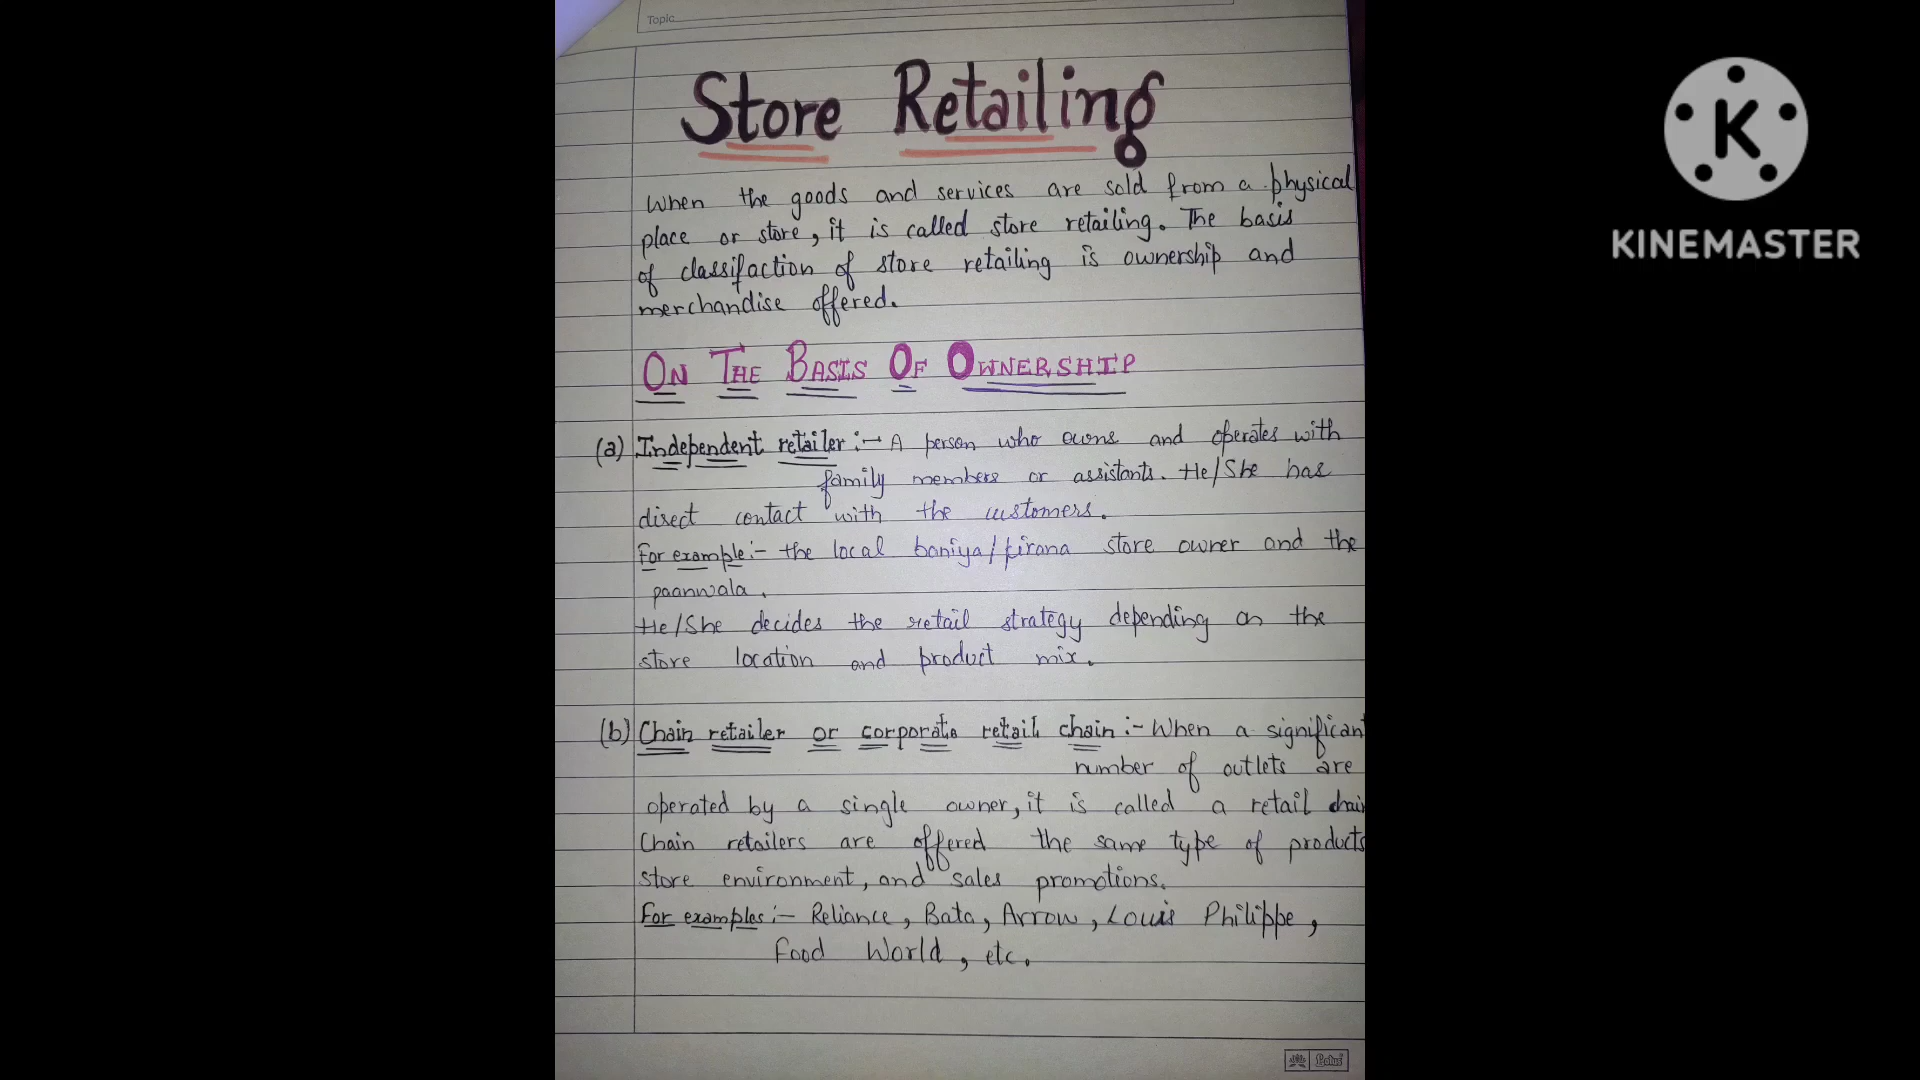 Topic
Store Retailing
When the goods and services are sold from a physical
place or store, it is called store retailing. The basis
of classifaction of store retailing is ownership and
merchandise offered.
ON THE BASIS OF OWNERSHIP
(a) Independent retailer :- A person who owns and operates with
family members or assistants. He/She has
direct contact with the customers.
For example :- the local baniya/kirana store owner and the
paanwala.
He/She decides the retail strategy depending on the
store location and product mix.
(b) Chain retailer or corporate retail chain :- When a significant
number of outlets are
operated by a single owner, it is called a retail chain
Chain retailers are offered the same type of products
store environment, and sales promotions.
For examples :- Reliance, Bata, Arrow, Louis Philippe,
Food World, etc.
Lotus
K
KINEMASTER